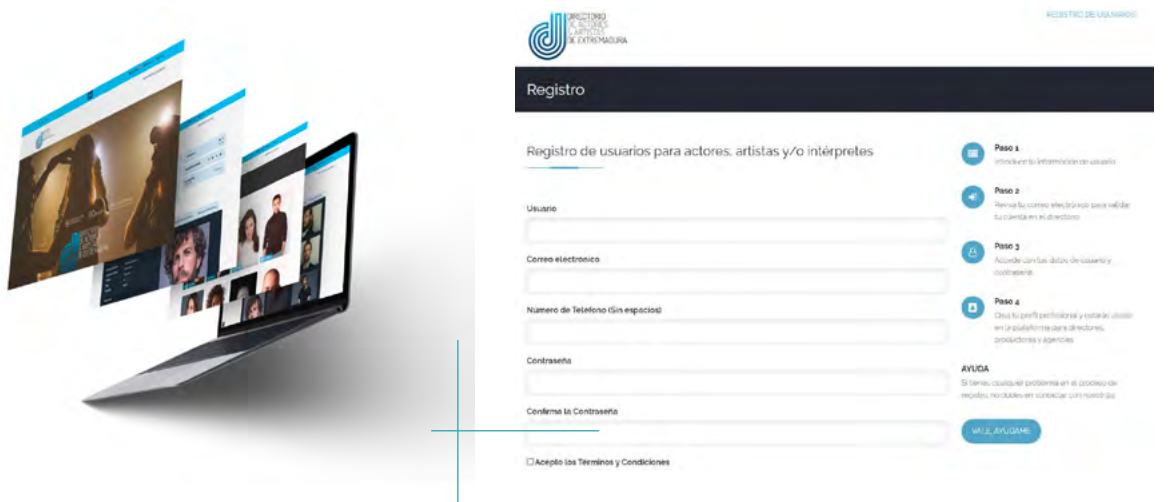 DIRECTORIO
DE ACTORES
Y ARTISTAS
DE EXTREMADURA
REGISTRO DE USUARIOS
Registro
Registro de usuarios para actores, artistas y/o intérpretes
Usuario
Correo electrónico
Número de Teléfono (Sin espacios)
Contraseña
Confirma la Contraseña
Acepto los Términos y Condiciones
Paso 1
Introduce tu información de usuario
Paso 2
Revisa tu correo electrónico para validar
tu cuenta en el directorio
Paso 3
Accede con tus datos de usuario y
contraseña
Paso 4
Crea tu perfil profesional y estarás visible
en la plataforma para directores,
productores y agencias
AYUDA
Si tienes cualquier problema en el proceso de
registro, no dudes en contactar con nosotr@s
VALE, AYÚDAME